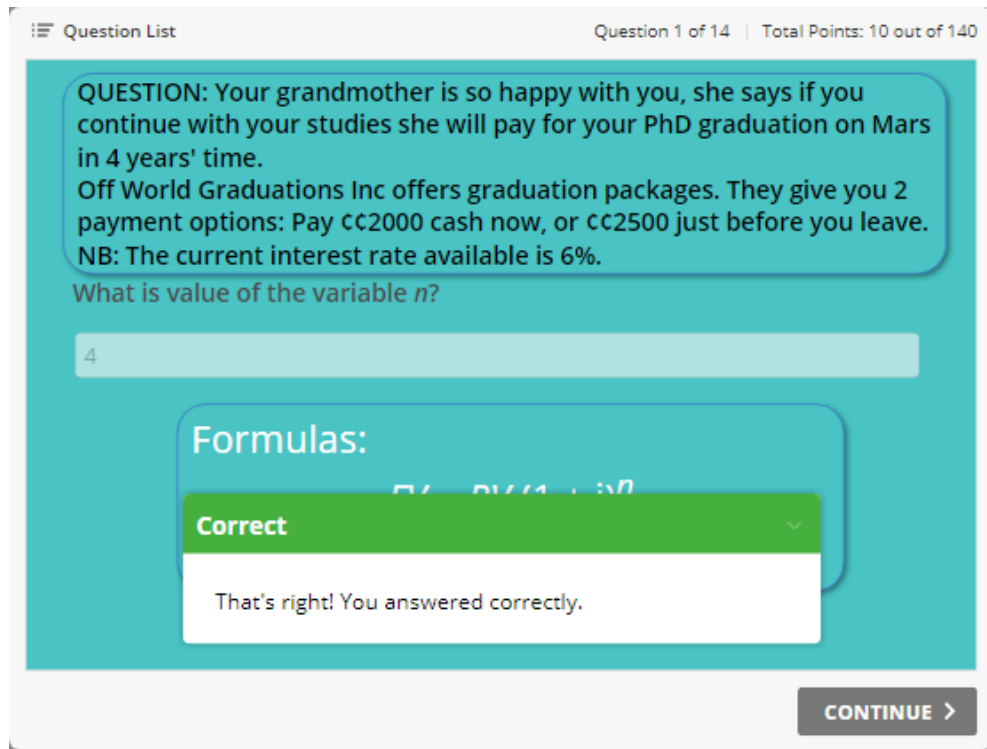 Question List
Question 1 of 14 | Total Points: 10 out of 140
QUESTION: Your grandmother is so happy with you, she says if you
continue with your studies she will pay for your PhD graduation on Mars
in 4 years' time.
Off World Graduations Inc offers graduation packages. They give you 2
payment options: Pay ¢¢2000 cash now, or ¢¢2500 just before you leave.
NB: The current interest rate available is 6%.
What is value of the variable n?
4
Formulas:
Correct
That's right! You answered correctly.
CONTINUE